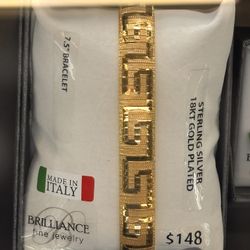 7.5" BRACELET
STERLING SILVER
18KT GOLD PLATED
MADE IN
ITALY
BRILLIANCE
fine jewelry
$148